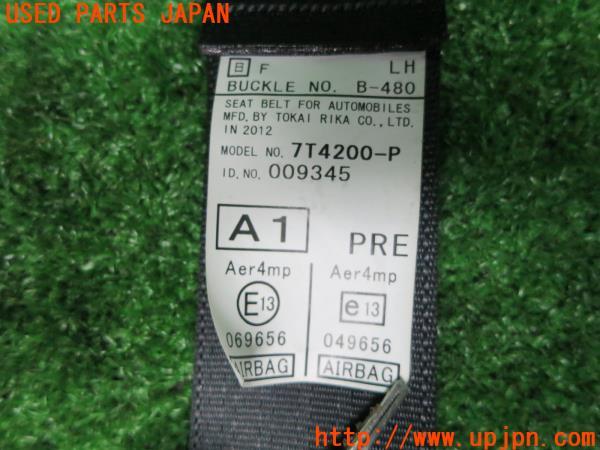 USED PARTS JAPAN
B F LH
BUCKLE NO. B-480
SEAT BELT FOR AUTOMOBILES
MFD. BY TOKAI RIKA CO., LTD.
IN 2012
MODEL NO. 7T4200-P
I.D. NO. 009345
A1 PRE
Aer4mp Aer4mp
E13 e13
069656 049656
AIRBAG AIRBAG
UPJ
http://www.upjpn.com